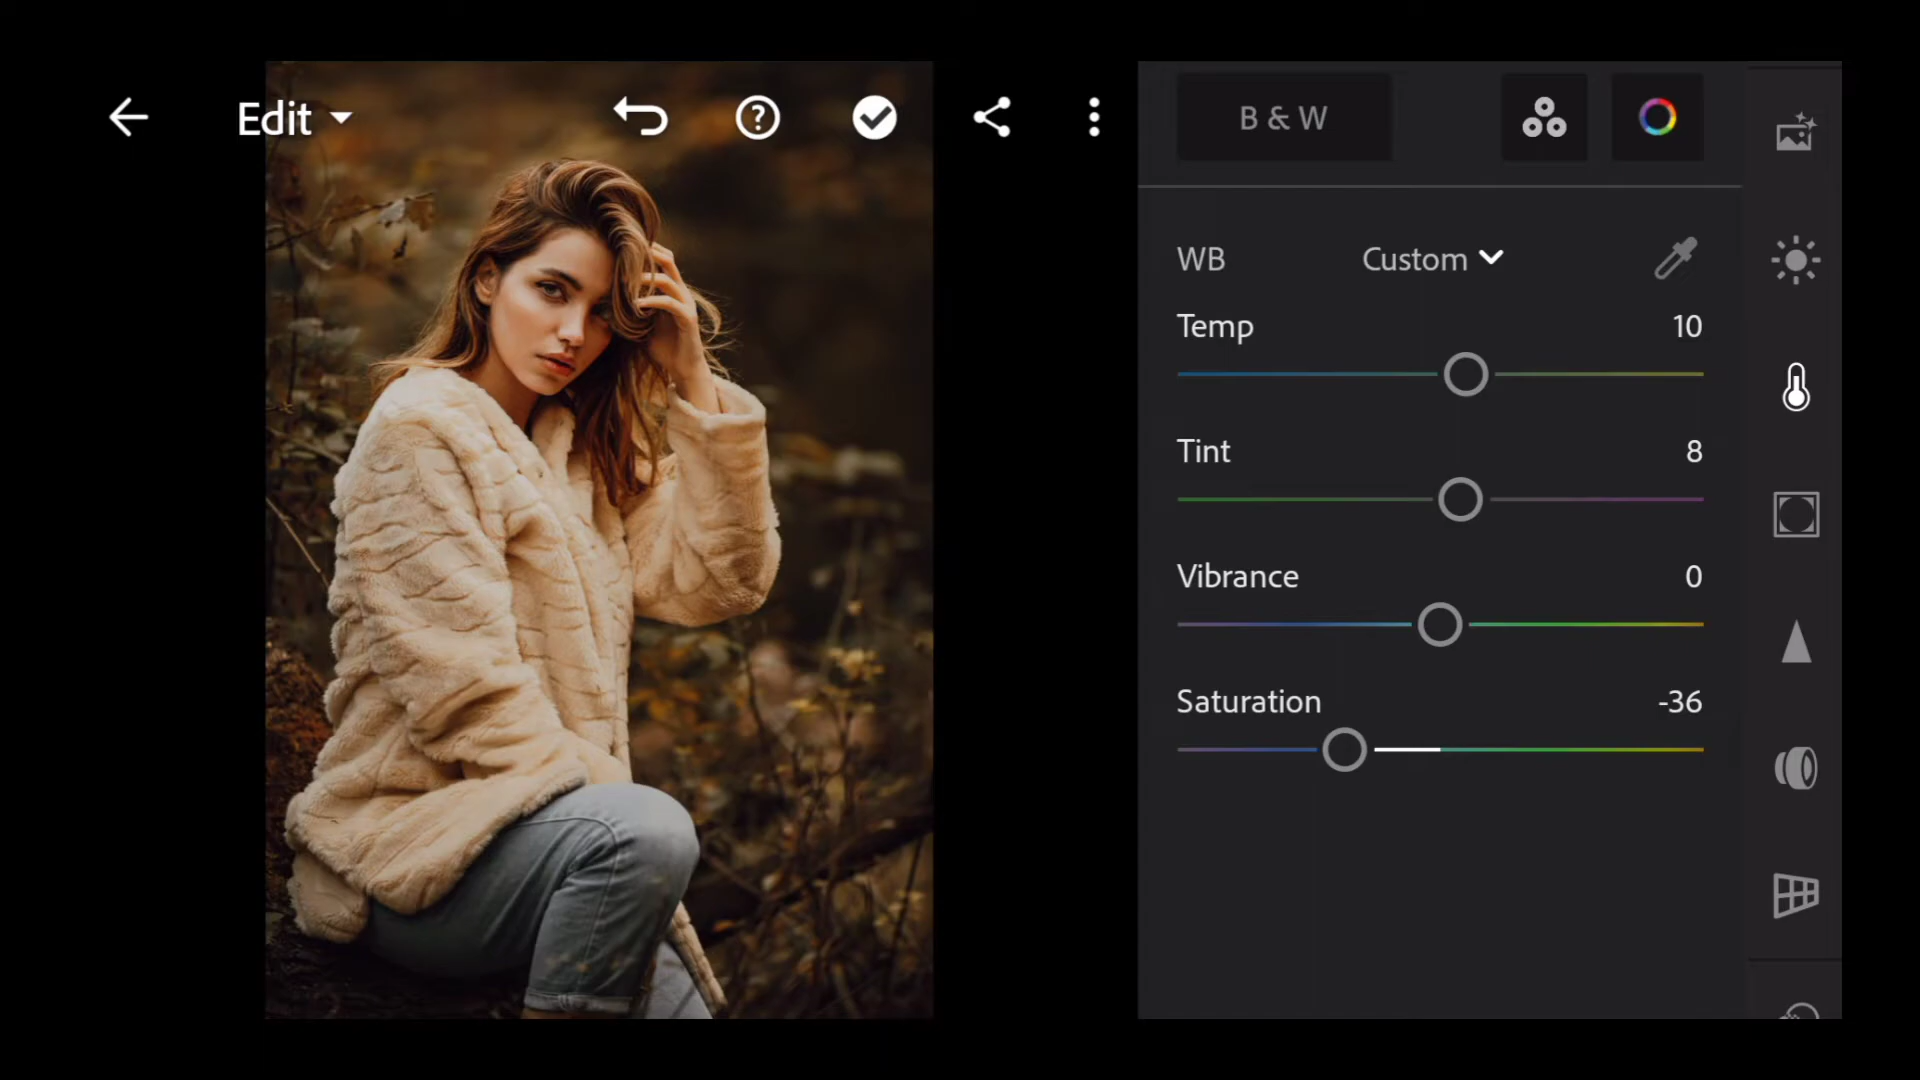 Edit
B & W
WB Custom
Temp 10
Tint 8
Vibrance 0
Saturation -36